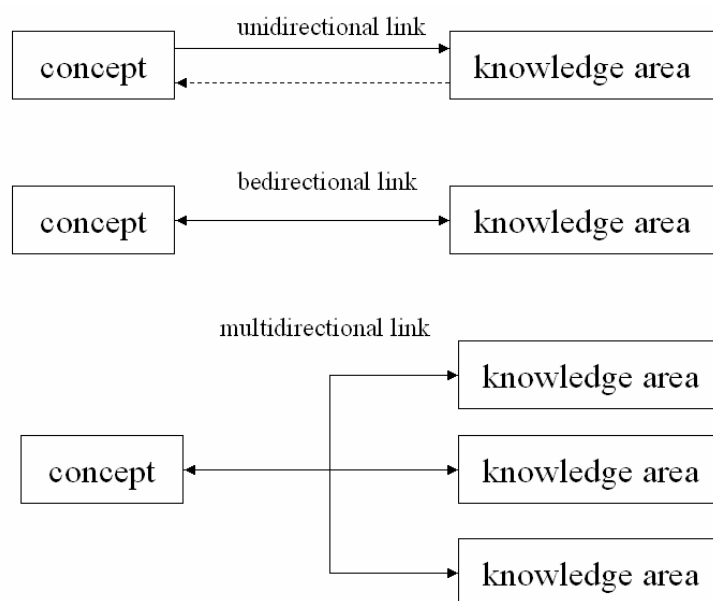 unidirectional link
concept
knowledge area
bedirectional link
concept
knowledge area
multidirectional link
knowledge area
concept
knowledge area
knowledge area